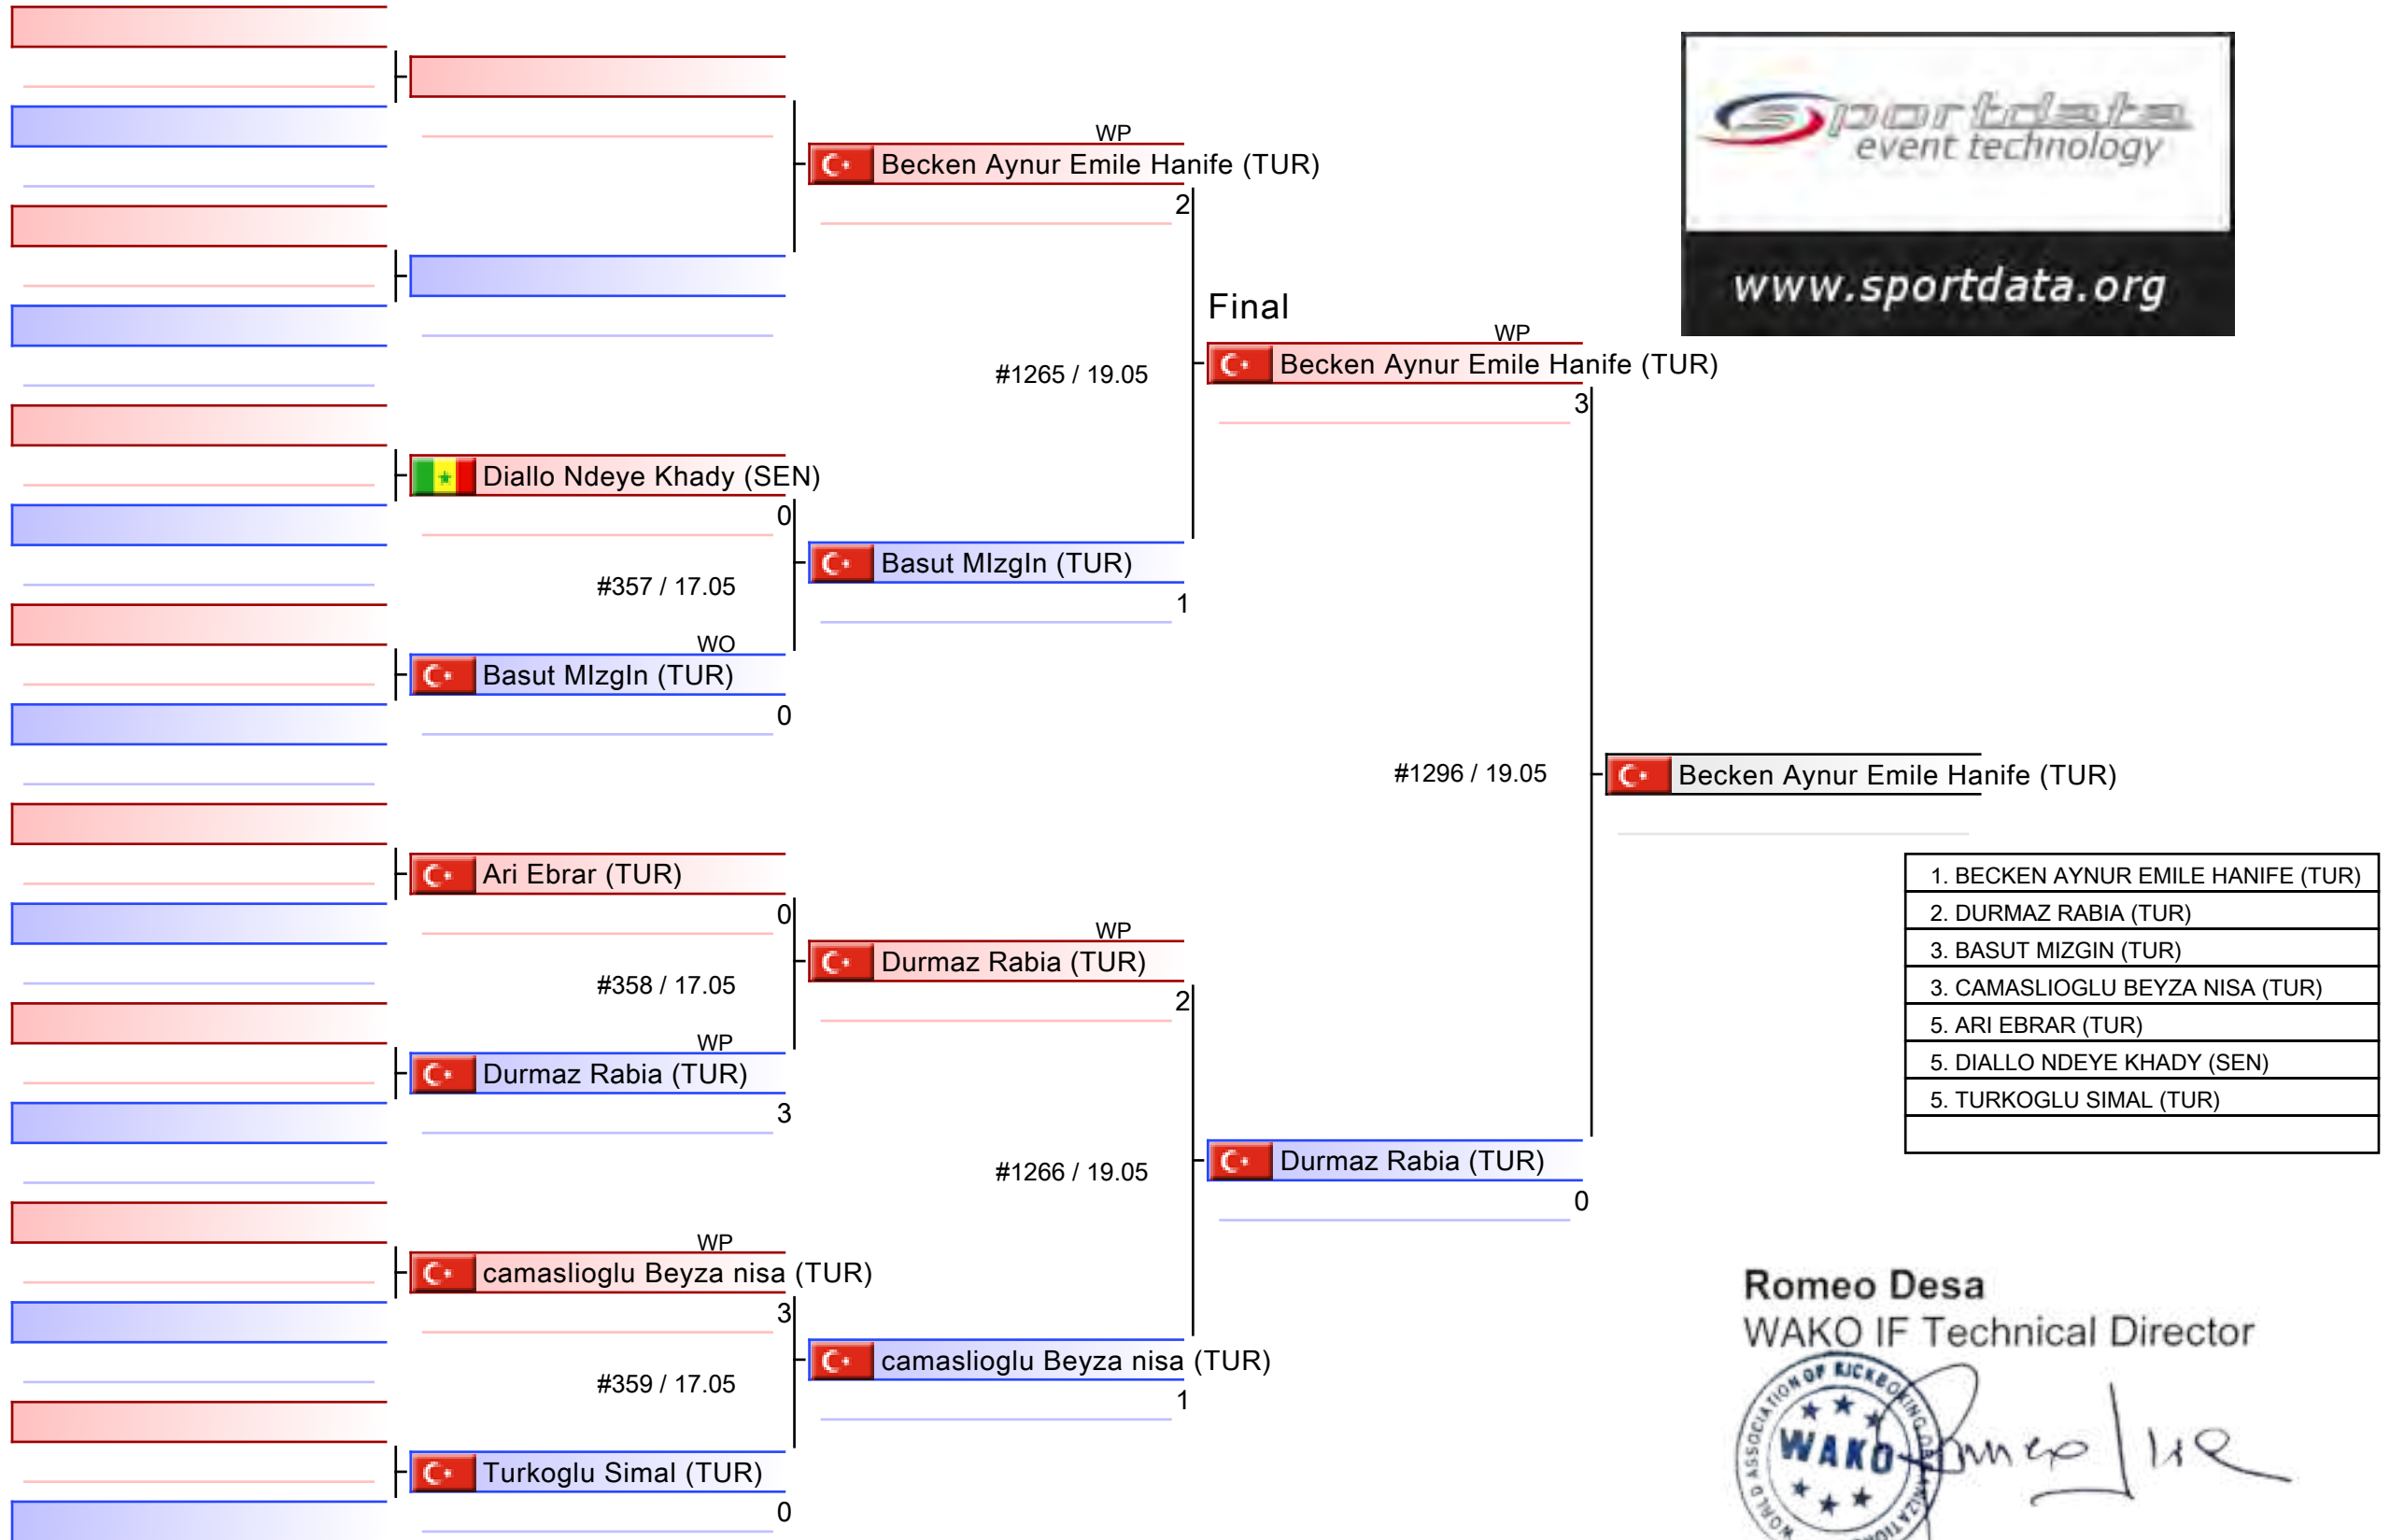 sportdata
event technology
www.sportdata.org
WP
Becken Aynur Emile Hanife (TUR)
2
Final
WP
#1265 / 19.05
Becken Aynur Emile Hanife (TUR)
3
Diallo Ndeye Khady (SEN)
0
Basut MIzgIn (TUR)
#357 / 17.05
1
WO
Basut MIzgIn (TUR)
0
#1296 / 19.05
Becken Aynur Emile Hanife (TUR)
Ari Ebrar (TUR)
0
WP
Durmaz Rabia (TUR)
#358 / 17.05
2
WP
Durmaz Rabia (TUR)
3
#1266 / 19.05
Durmaz Rabia (TUR)
0
WP
camaslioglu Beyza nisa (TUR)
3
camaslioglu Beyza nisa (TUR)
#359 / 17.05
1
Turkoglu Simal (TUR)
0
1. BECKEN AYNUR EMILE HANIFE (TUR)
2. DURMAZ RABIA (TUR)
3. BASUT MIZGIN (TUR)
3. CAMASLIOGLU BEYZA NISA (TUR)
5. ARI EBRAR (TUR)
5. DIALLO NDEYE KHADY (SEN)
5. TURKOGLU SIMAL (TUR)
Romeo Desa
WAKO IF Technical Director
WORLD ASSOCIATION OF KICKBOXING ORGANIZATIONS
WAKO